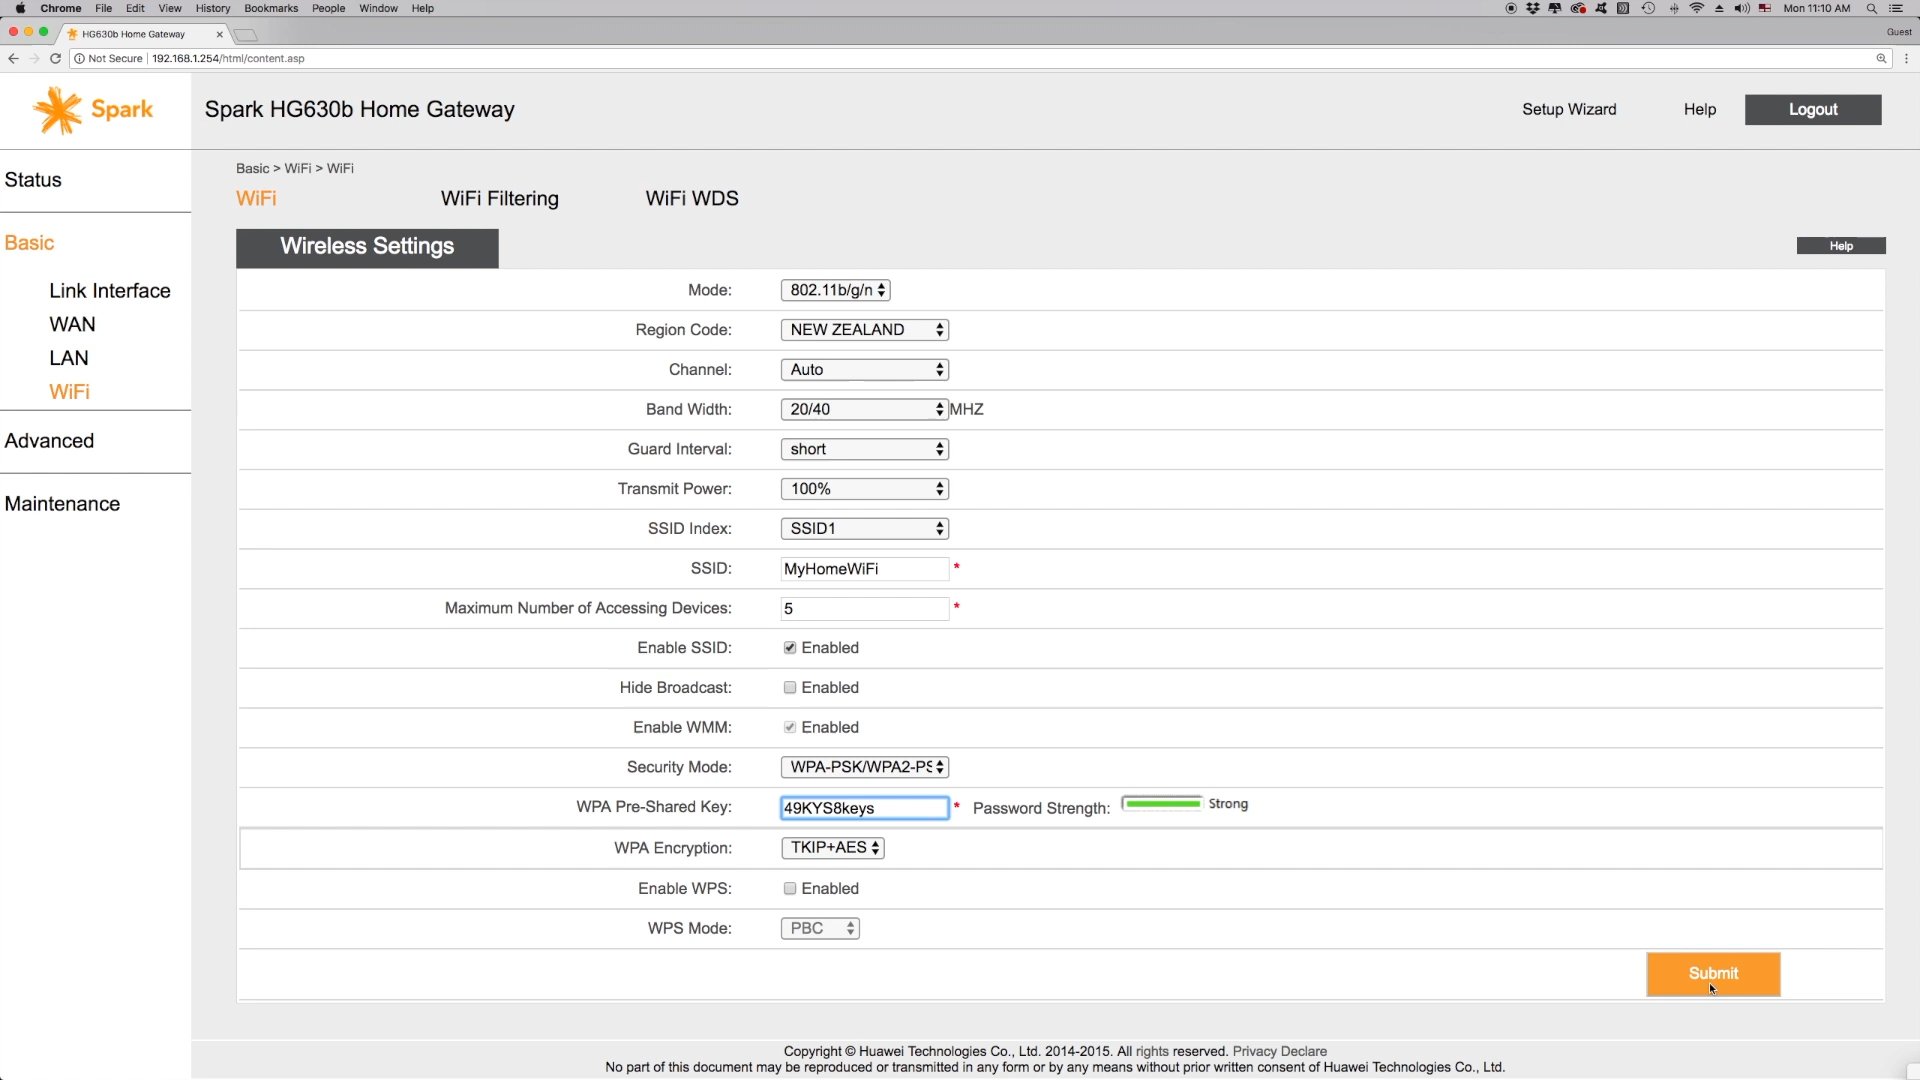 Chrome File Edit View History Bookmarks People Window Help Mon 11:10 AM
HG630b Home Gateway Guest
Not Secure 192.168.1.254/html/content.asp
Spark Spark HG630b Home Gateway Setup Wizard Help Logout
Basic > WiFi > WiFi
Status
WiFi WiFi Filtering WiFi WDS
Basic
Wireless Settings Help
Link Interface
WAN
LAN
WiFi
Advanced
Maintenance
Mode: 802.11b/g/n
Region Code: NEW ZEALAND
Channel: Auto
Band Width: 20/40 MHZ
Guard Interval: short
Transmit Power: 100%
SSID Index: SSID1
SSID: MyHomeWiFi *
Maximum Number of Accessing Devices: 5 *
Enable SSID: Enabled
Hide Broadcast: Enabled
Enable WMM: Enabled
Security Mode: WPA-PSK/WPA2-PS
WPA Pre-Shared Key: 49KYS8keys * Password Strength: Strong
WPA Encryption: TKIP+AES
Enable WPS: Enabled
WPS Mode: PBC
Submit
Copyright © Huawei Technologies Co., Ltd. 2014-2015. All rights reserved. Privacy Declare
No part of this document may be reproduced or transmitted in any form or by any means without prior written consent of Huawei Technologies Co., Ltd.